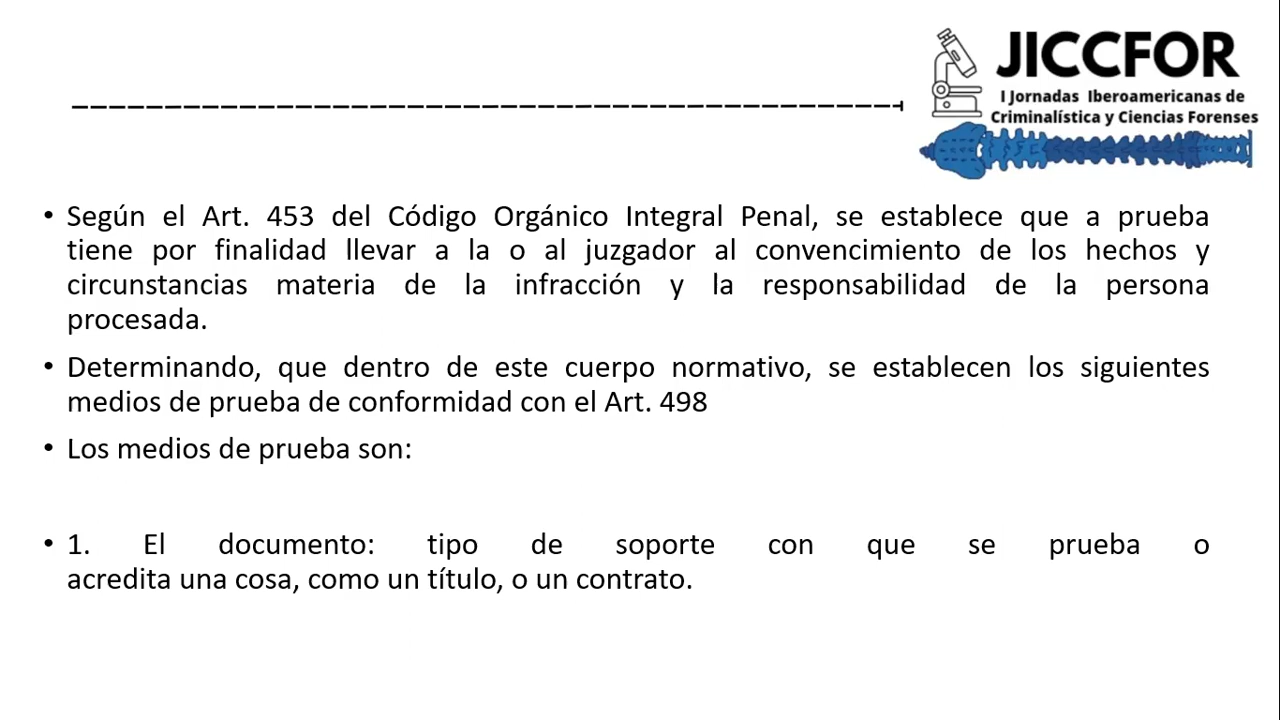 JICCFOR
I Jornadas Iberoamericanas de
Criminalística y Ciencias Forenses
• Según el Art. 453 del Código Orgánico Integral Penal, se establece que a prueba
tiene por finalidad llevar a la o al juzgador al convencimiento de los hechos y
circunstancias materia de la infracción y la responsabilidad de la persona
procesada.
• Determinando, que dentro de este cuerpo normativo, se establecen los siguientes
medios de prueba de conformidad con el Art. 498
• Los medios de prueba son:
• 1. El documento: tipo de soporte con que se prueba o
acredita una cosa, como un título, o un contrato.